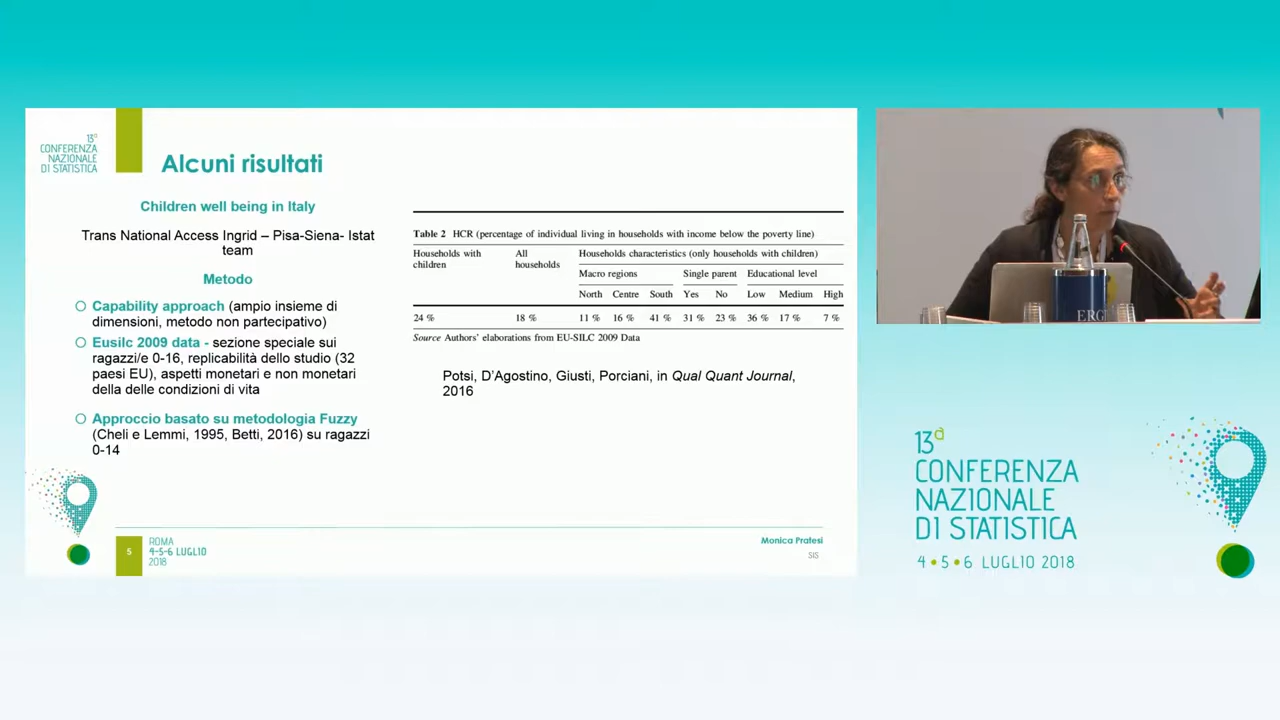 13ª
CONFERENZA
NAZIONALE
DI STATISTICA
Alcuni risultati
Children well being in Italy
Trans National Access Ingrid – Pisa-Siena- Istat
team
Metodo
Capability approach (ampio insieme di
dimensioni, metodo non partecipativo)
Eusilc 2009 data - sezione speciale sui
ragazzi/e 0-16, replicabilità dello studio (32
paesi EU), aspetti monetari e non monetari
della delle condizioni di vita
Approccio basato su metodologia Fuzzy
(Cheli e Lemmi, 1995, Betti, 2016) su ragazzi
0-14
Table 2 HCR (percentage of individual living in households with income below the poverty line)
Households with children All households Households characteristics (only households with children)
Macro regions Single parent Educational level
North Centre South Yes No Low Medium High
24 % 18 % 11 % 16 % 41 % 31 % 23 % 36 % 17 % 7 %
Source Authors' elaborations from EU-SILC 2009 Data
Potsi, D'Agostino, Giusti, Porciani, in Qual Quant Journal,
2016
5
ROMA
4-5-6 LUGLIO
2018
Monica Pratesi
SIS
ERG
13ª
CONFERENZA
NAZIONALE
DI STATISTICA
4 • 5 • 6 LUGLIO 2018